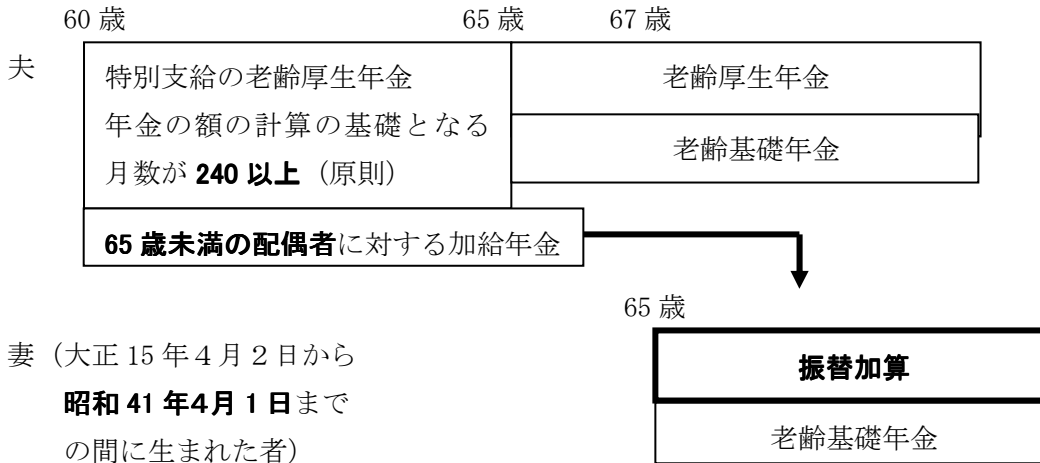 60 歳 65 歳 67 歳
夫
特別支給の老齢厚生年金
年金の額の計算の基礎となる
月数が 240 以上（原則）
老齢厚生年金
老齢基礎年金
65 歳未満の配偶者に対する加給年金
65 歳
妻（大正 15 年４月２日から
昭和 41 年4月 1 日まで
の間に生まれた者）
振替加算
老齢基礎年金